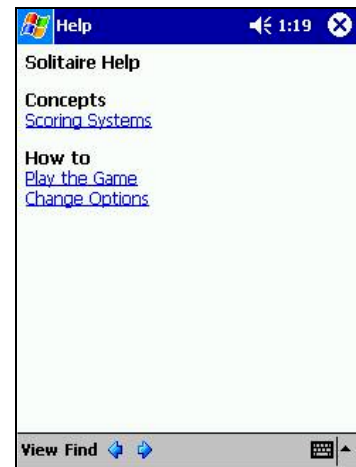 Help 1:19
Solitaire Help
Concepts
Scoring Systems
How to
Play the Game
Change Options
View Find